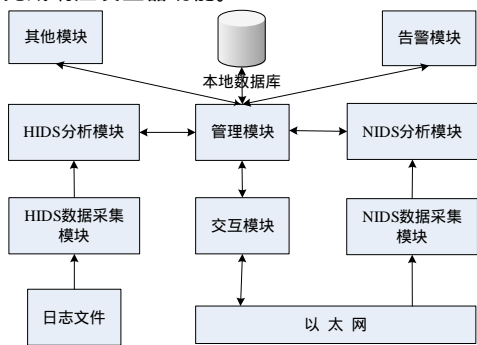 其他模块
本地数据库
告警模块
HIDS分析模块
管理模块
NIDS分析模块
HIDS数据采集
模块
交互模块
NIDS数据采集
模块
日志文件
以 太 网